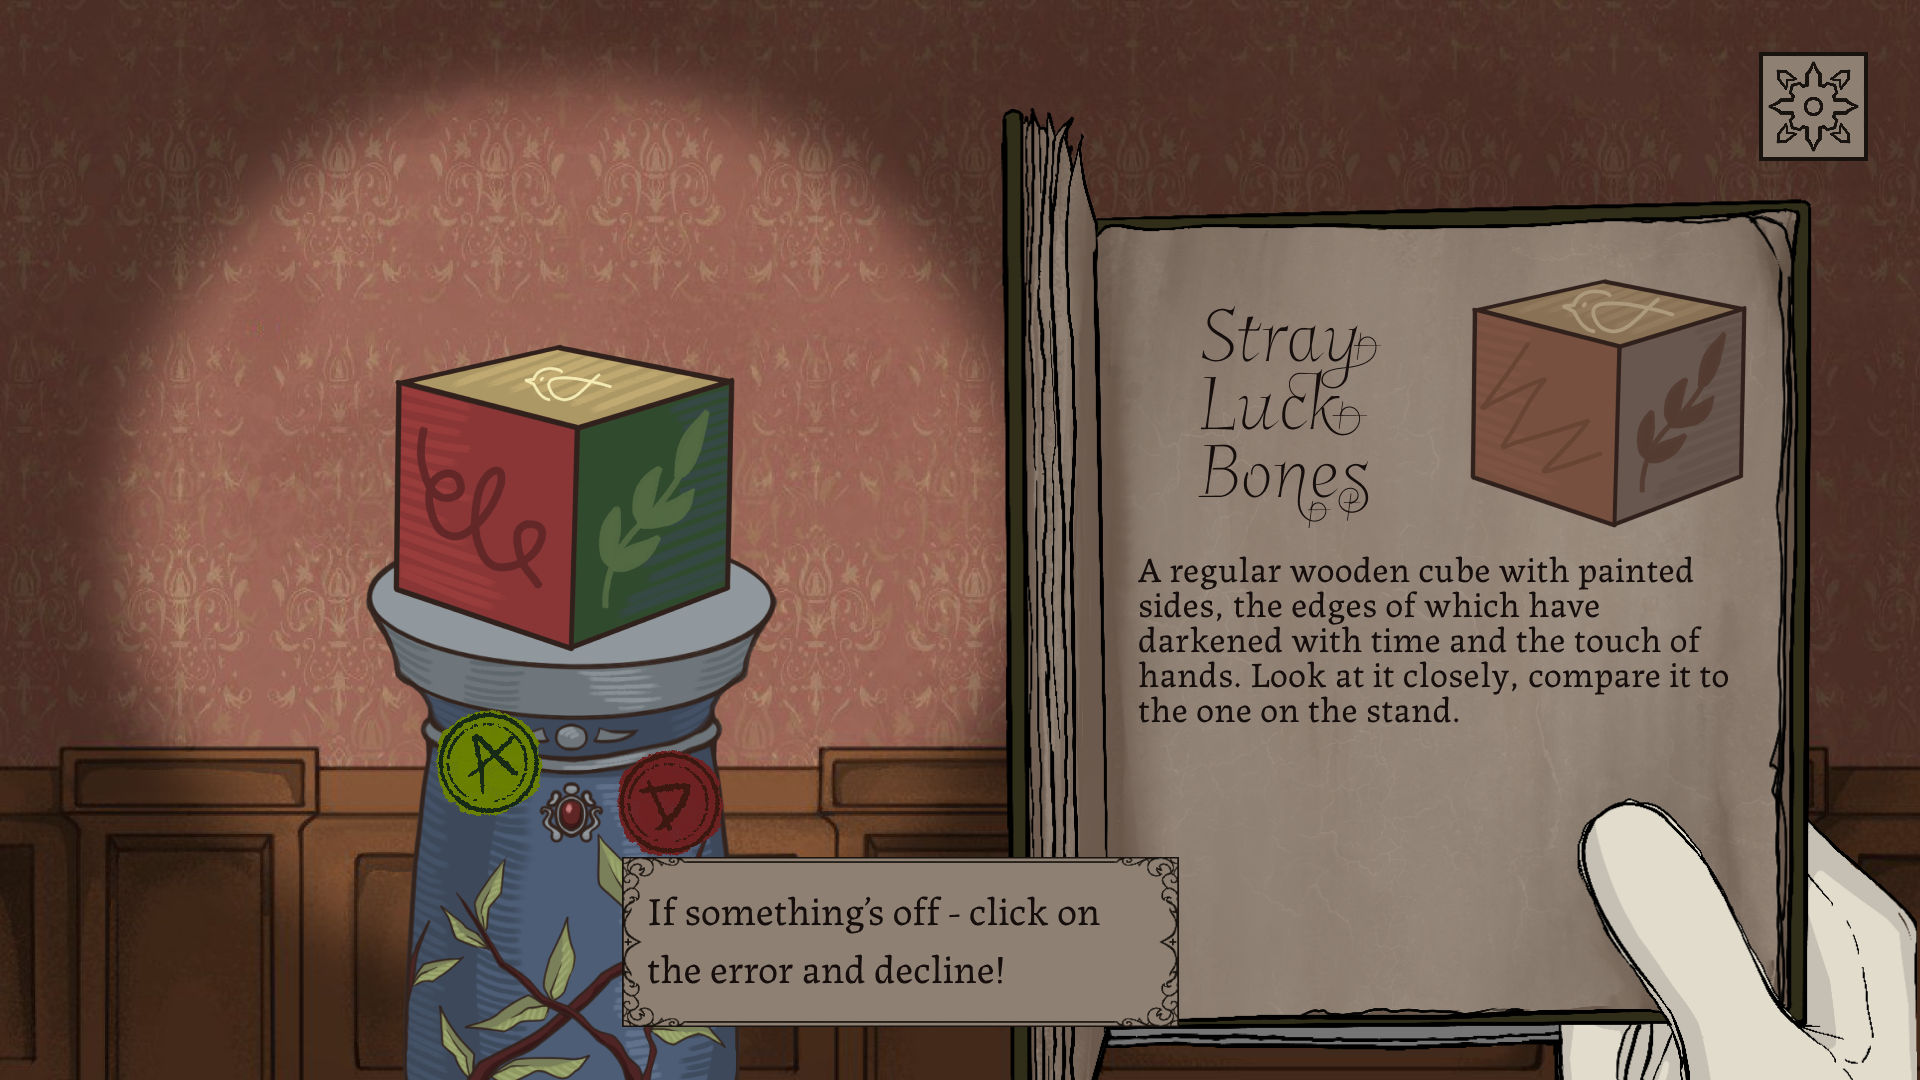 Stray
Luck
Bones
A regular wooden cube with painted
sides, the edges of which have
darkened with time and the touch of
hands. Look at it closely, compare it to
the one on the stand.
A
D
If something's off - click on
the error and decline!